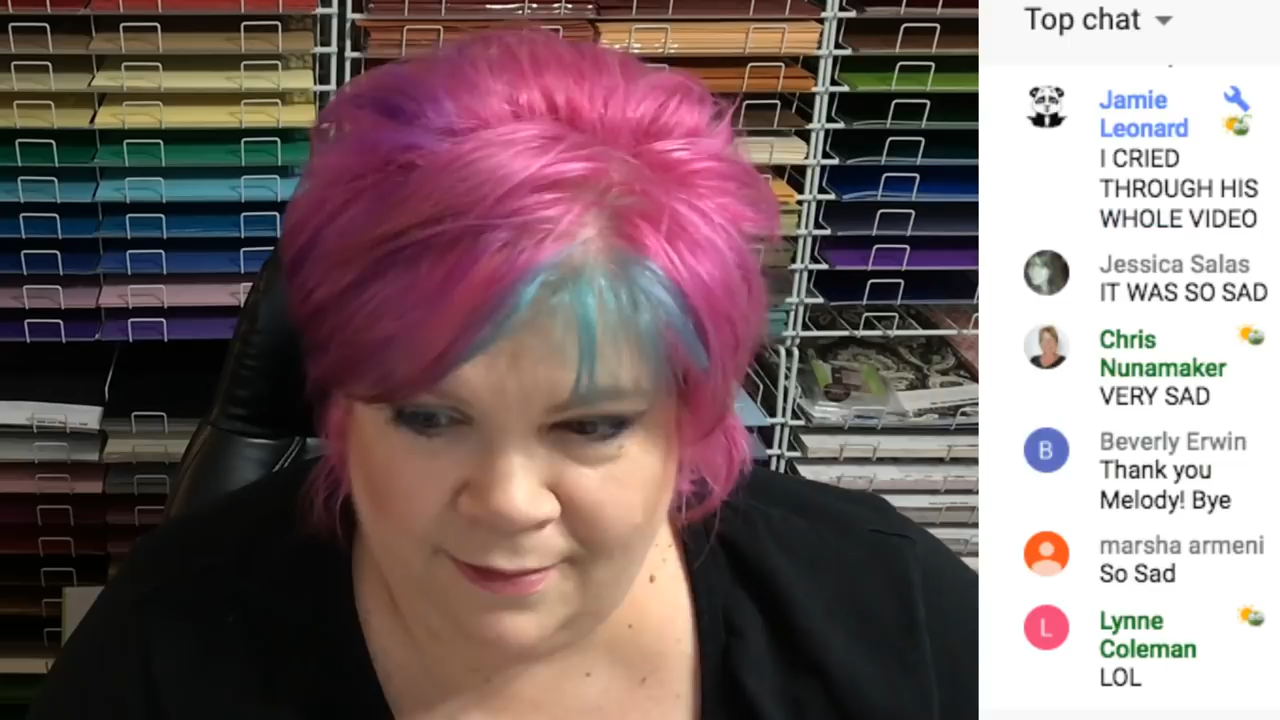 Top chat
Jamie
Leonard
I CRIED
THROUGH HIS
WHOLE VIDEO
Jessica Salas
IT WAS SO SAD
Chris
Nunamaker
VERY SAD
B
Beverly Erwin
Thank you
Melody! Bye
marsha armeni
So Sad
L
Lynne
Coleman
LOL